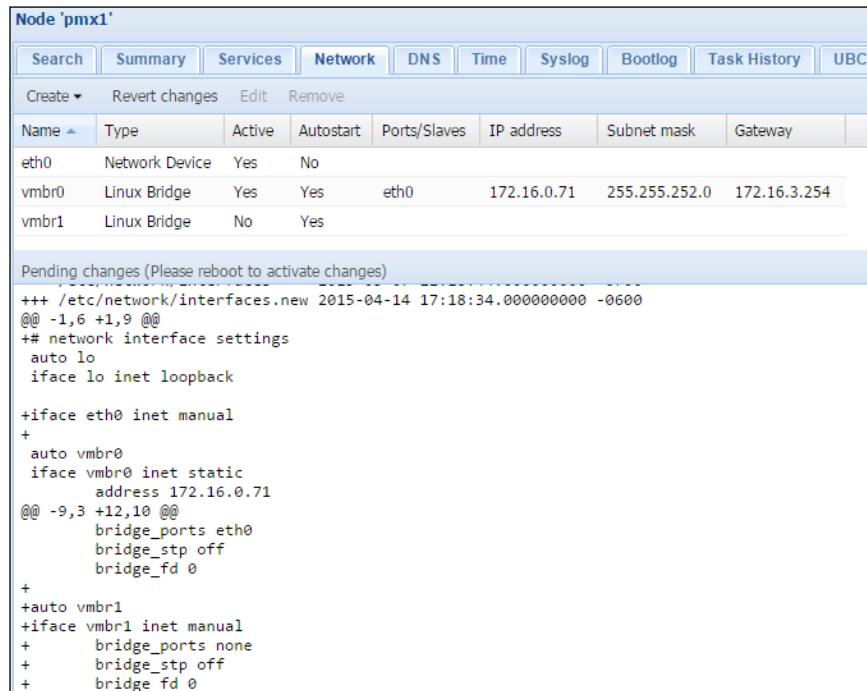 Node 'pmx1'
Search Summary Services Network DNS Time Syslog Bootlog Task History UBC
Create Revert changes Edit Remove
Name Type Active Autostart Ports/Slaves IP address Subnet mask Gateway
eth0 Network Device Yes No
vmbr0 Linux Bridge Yes Yes eth0 172.16.0.71 255.255.252.0 172.16.3.254
vmbr1 Linux Bridge No Yes
Pending changes (Please reboot to activate changes)
+++ /etc/network/interfaces.new 2015-04-14 17:18:34.000000000 -0600
@@ -1,6 +1,9 @@
+# network interface settings
 auto lo
 iface lo inet loopback

+iface eth0 inet manual
+
 auto vmbr0
 iface vmbr0 inet static
        address 172.16.0.71
@@ -9,3 +12,10 @@
        bridge_ports eth0
        bridge_stp off
        bridge_fd 0
+
+auto vmbr1
+iface vmbr1 inet manual
+       bridge_ports none
+       bridge_stp off
+       bridge_fd 0